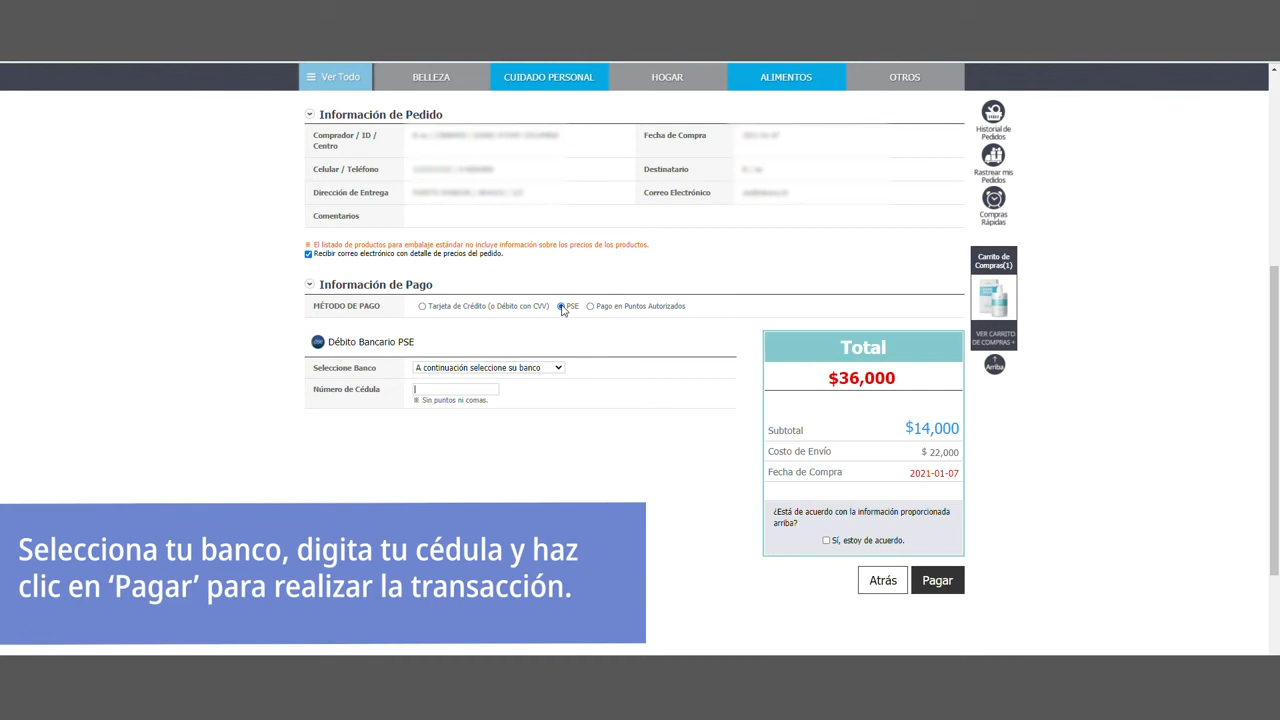 Ver Todo
BELLEZA
CUIDADO PERSONAL
HOGAR
ALIMENTOS
OTROS
Información de Pedido
Comprador / ID /
Centro
Fecha de Compra
Celular / Teléfono
Destinatario
Dirección de Entrega
Correo Electrónico
Comentarios
※ El listado de productos para embalaje estándar no incluye información sobre los precios de los productos.
Recibir correo electrónico con detalle de precios del pedido.
Información de Pago
MÉTODO DE PAGO
Tarjeta de Crédito (o Débito con CVV)
PSE
Pago en Puntos Autorizados
Débito Bancario PSE
Seleccione Banco
A continuación seleccione su banco
Número de Cédula
※ Sin puntos ni comas.
Total
$36,000
Subtotal
$14,000
Costo de Envío
$ 22,000
Fecha de Compra
2021-01-07
¿Está de acuerdo con la información proporcionada
arriba?
Sí, estoy de acuerdo.
Atrás
Pagar
Historial de
Pedidos
Rastrear mis
Pedidos
Compras
Rápidas
Carrito de
Compras(1)
VER CARRITO
DE COMPRAS +
↑
Arriba
Selecciona tu banco, digita tu cédula y haz
clic en ‘Pagar’ para realizar la transacción.